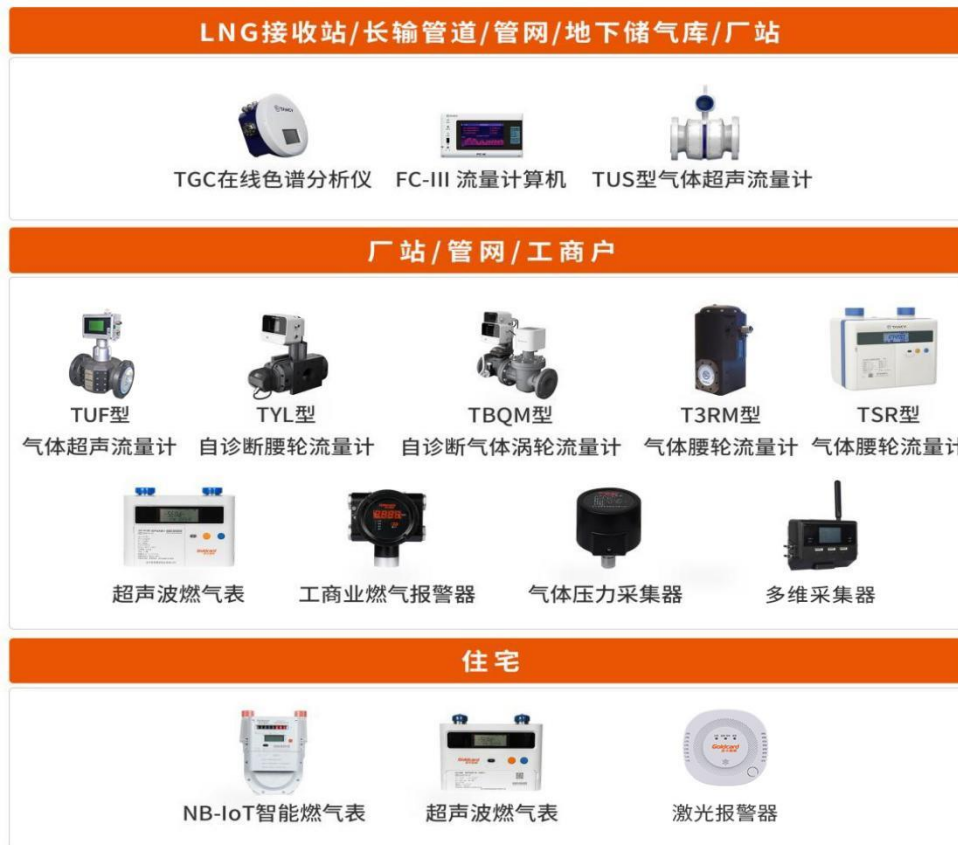 LNG接收站/长输管道/管网/地下储气库/厂站
TANCY
TGC在线色谱分析仪 FC-III 流量计算机 TUS型气体超声流量计
厂站/管网/工商户
TUF型 TYL型 TBQM型 T3RM型 TSR型
气体超声流量计 自诊断腰轮流量计 自诊断气体涡轮流量计 气体腰轮流量计 气体腰轮流量计
Goldcard
超声波燃气表 工商业燃气报警器 气体压力采集器 多维采集器
住宅
Goldcard
Goldcard
NB-IoT智能燃气表 超声波燃气表 激光报警器